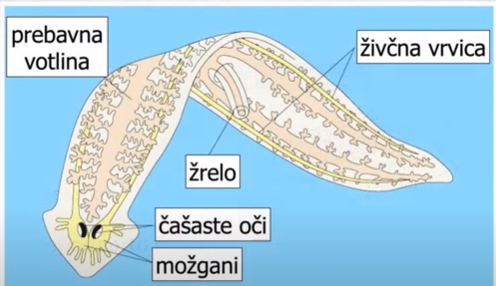 prebavna
votlina
živčna vrvica
žrelo
čašaste oči
možgani